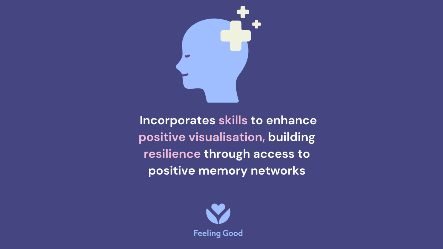 Incorporates skills to enhance
positive visualisation, building
resilience through access to
positive memory networks
Feeling Good